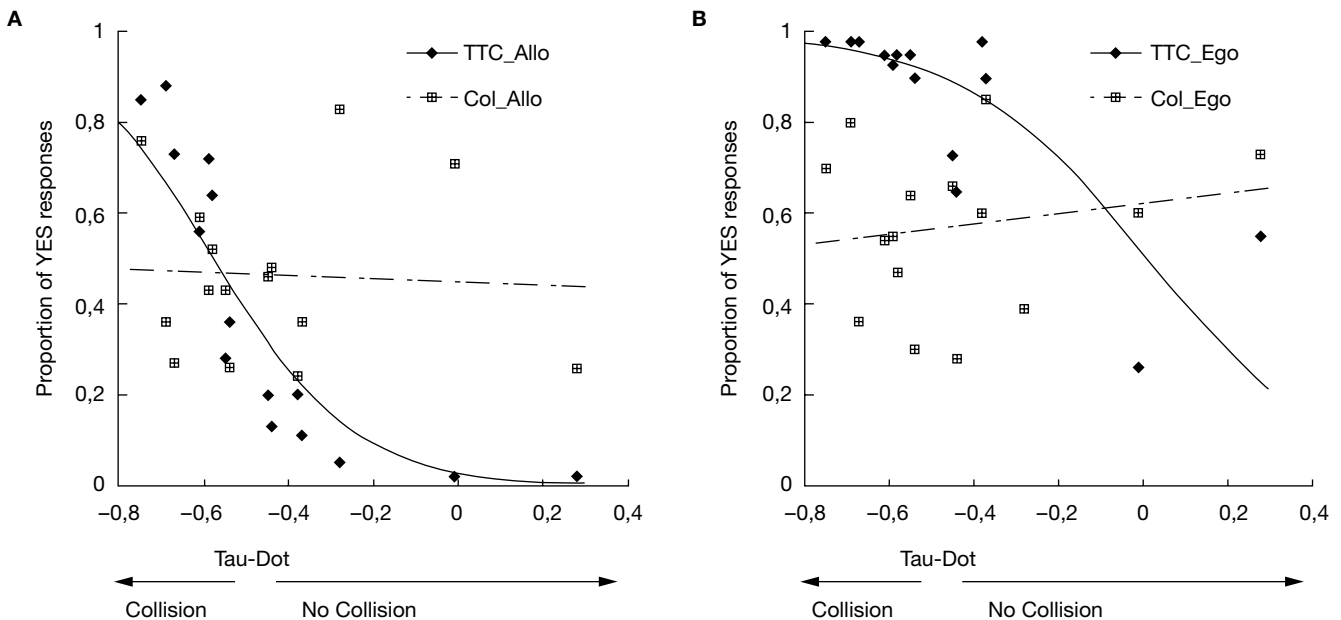 A
Proportion of YES responses
1
0,8
0,6
0,4
0,2
0
−0,8 −0,6 −0,4 −0,2 0 0,2 0,4
TTC_Allo
Col_Allo
Tau-Dot
Collision No Collision
B
Proportion of YES responses
1
0,8
0,6
0,4
0,2
0
−0,8 −0,6 −0,4 −0,2 0 0,2 0,4
TTC_Ego
Col_Ego
Tau-Dot
Collision No Collision